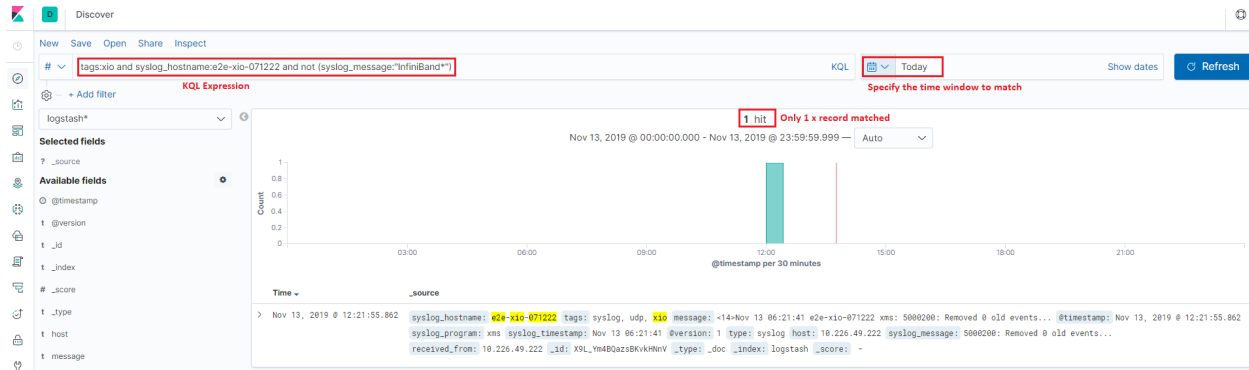 D Discover
New Save Open Share Inspect
# tags:xio and syslog_hostname:e2e-xio-071222 and not (syslog_message:"InfiniBand*") KQL Today Show dates Refresh
KQL Expression Specify the time window to match
+ Add filter
logstash* 1 hit Only 1 x record matched
Nov 13, 2019 @ 00:00:00.000 - Nov 13, 2019 @ 23:59:59.999 — Auto
Selected fields
? _source
Available fields
@timestamp
t @version
t _id
t _index
# _score
t _type
t host
t message
Count
1
0.8
0.6
0.4
0.2
0
03:00 06:00 09:00 12:00 15:00 18:00 21:00
@timestamp per 30 minutes
Time _source
> Nov 13, 2019 @ 12:21:55.862 syslog_hostname: e2e-xio-071222 tags: syslog, udp, xio message: <14>Nov 13 06:21:41 e2e-xio-071222 xms: 5000200: Removed 0 old events... @timestamp: Nov 13, 2019 @ 12:21:55.862
syslog_program: xms syslog_timestamp: Nov 13 06:21:41 @version: 1 type: syslog host: 10.226.49.222 syslog_message: 5000200: Removed 0 old events...
received_from: 10.226.49.222 _id: X9L_Ym4BQazsBKvkHNnV _type: _doc _index: logstash _score: -